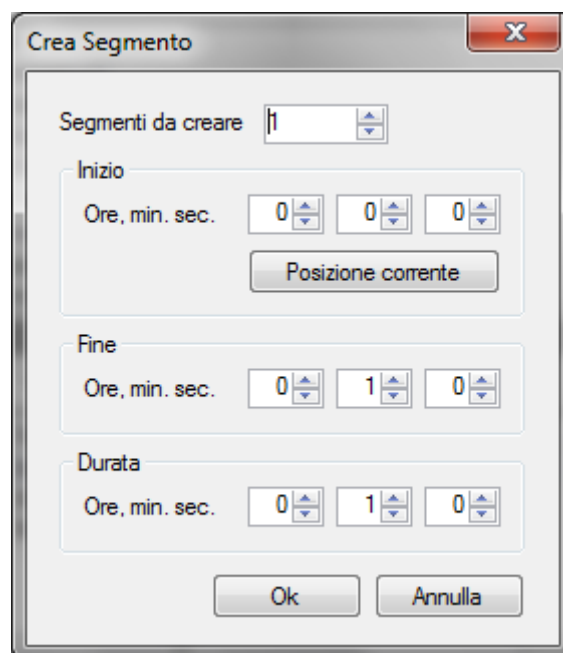 Crea Segmento
Segmenti da creare 1
Inizio
Ore, min. sec. 0 0 0
Posizione corrente
Fine
Ore, min. sec. 0 1 0
Durata
Ore, min. sec. 0 1 0
Ok Annulla